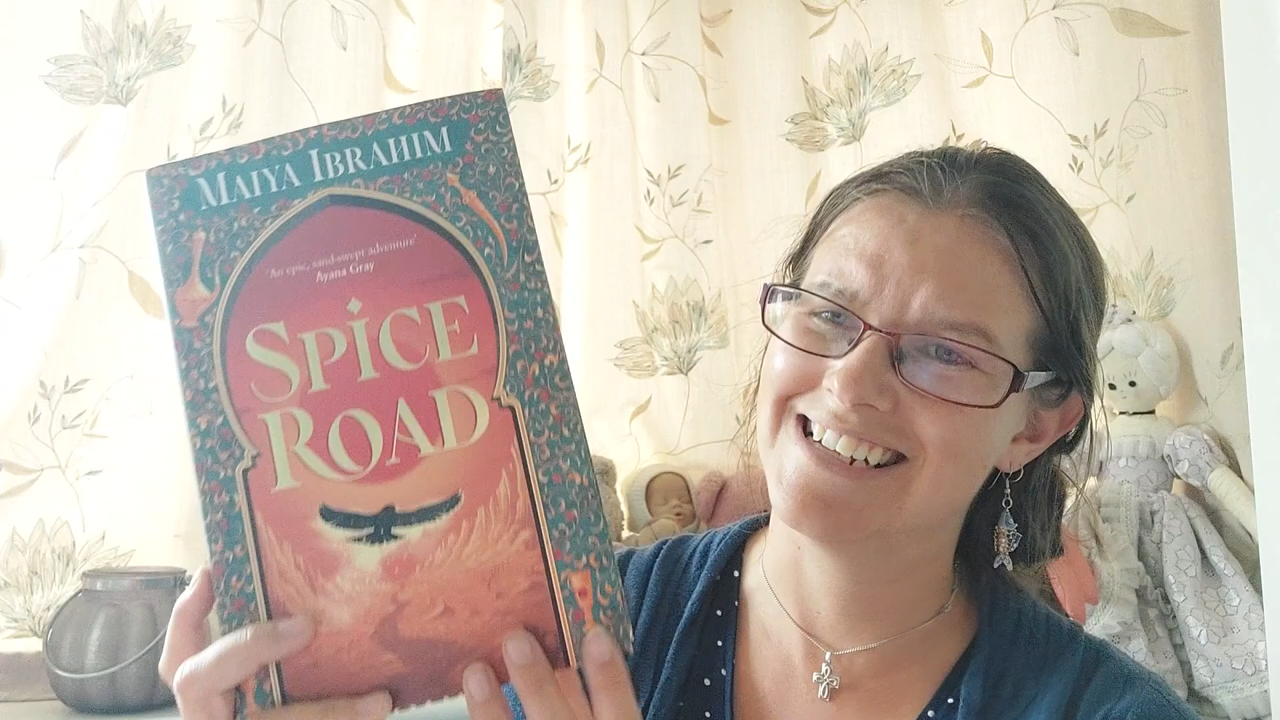 MAIYA IBRAHIM
'An epic, sand-swept adventure'
Ayana Gray
SPICE
ROAD